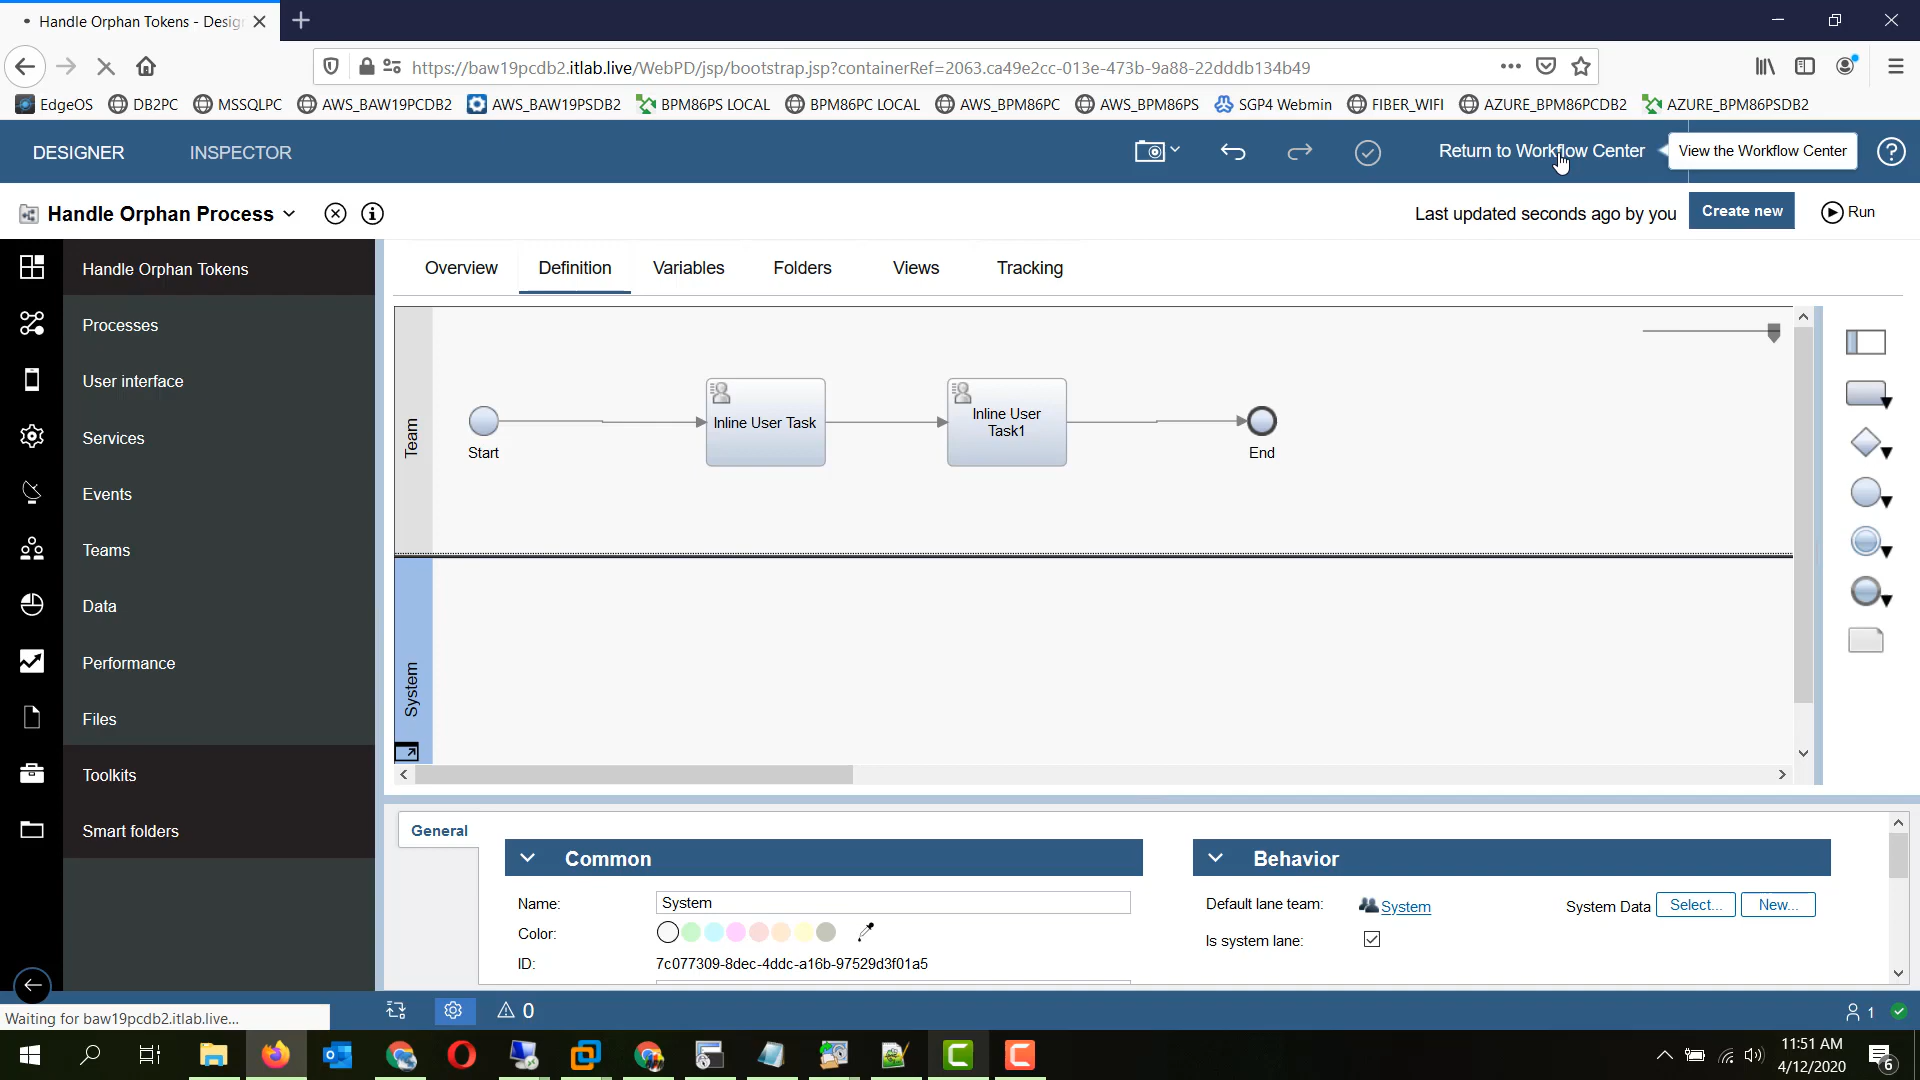 Handle Orphan Tokens - Desig
https://baw19pcdb2.itlab.live/WebPD/jsp/bootstrap.jsp?containerRef=2063.ca49e2cc-013e-473b-9a88-22dddb134b49
EdgeOS DB2PC MSSQLPC AWS_BAW19PCDB2 AWS_BAW19PSDB2 BPM86PS LOCAL BPM86PC LOCAL AWS_BPM86PC AWS_BPM86PS SGP4 Webmin FIBER_WIFI AZURE_BPM86PCDB2 AZURE_BPM86PSDB2
DESIGNER INSPECTOR Return to Workflow Center View the Workflow Center ?
Handle Orphan Process Last updated seconds ago by you Create new Run
Handle Orphan Tokens
Processes
User interface
Services
Events
Teams
Data
Performance
Files
Toolkits
Smart folders
Overview Definition Variables Folders Views Tracking
Team
Start
Inline User Task
Inline User
Task1
End
System
General
Common
Name: System
Color:
ID: 7c077309-8dec-4ddc-a16b-97529d3f01a5
Behavior
Default lane team: System System Data Select... New...
Is system lane:
Waiting for baw19pcdb2.itlab.live...
0
1
11:51 AM
4/12/2020
6